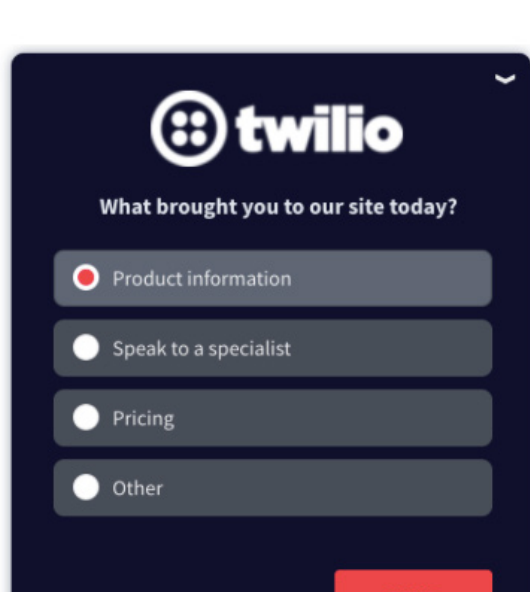 twilio
What brought you to our site today?
Product information
Speak to a specialist
Pricing
Other